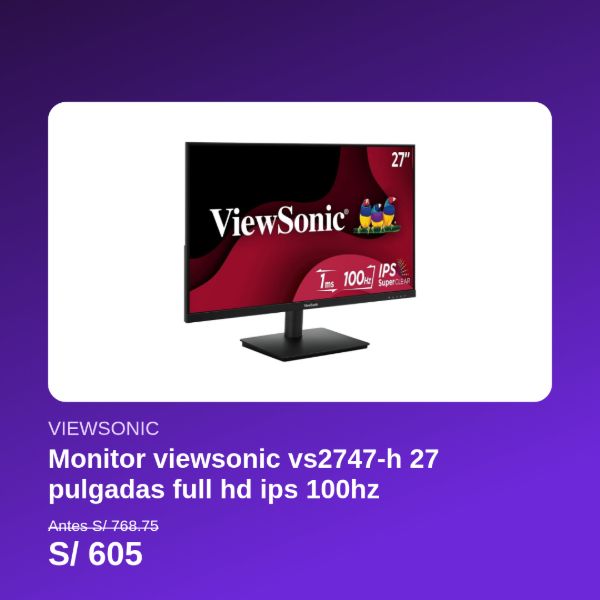 27"
ViewSonic®
1ms 100Hz IPS
SuperCLEAR
ViewSonic
VIEWSONIC
Monitor viewsonic vs2747-h 27
pulgadas full hd ips 100hz
Antes S/ 768.75
S/ 605